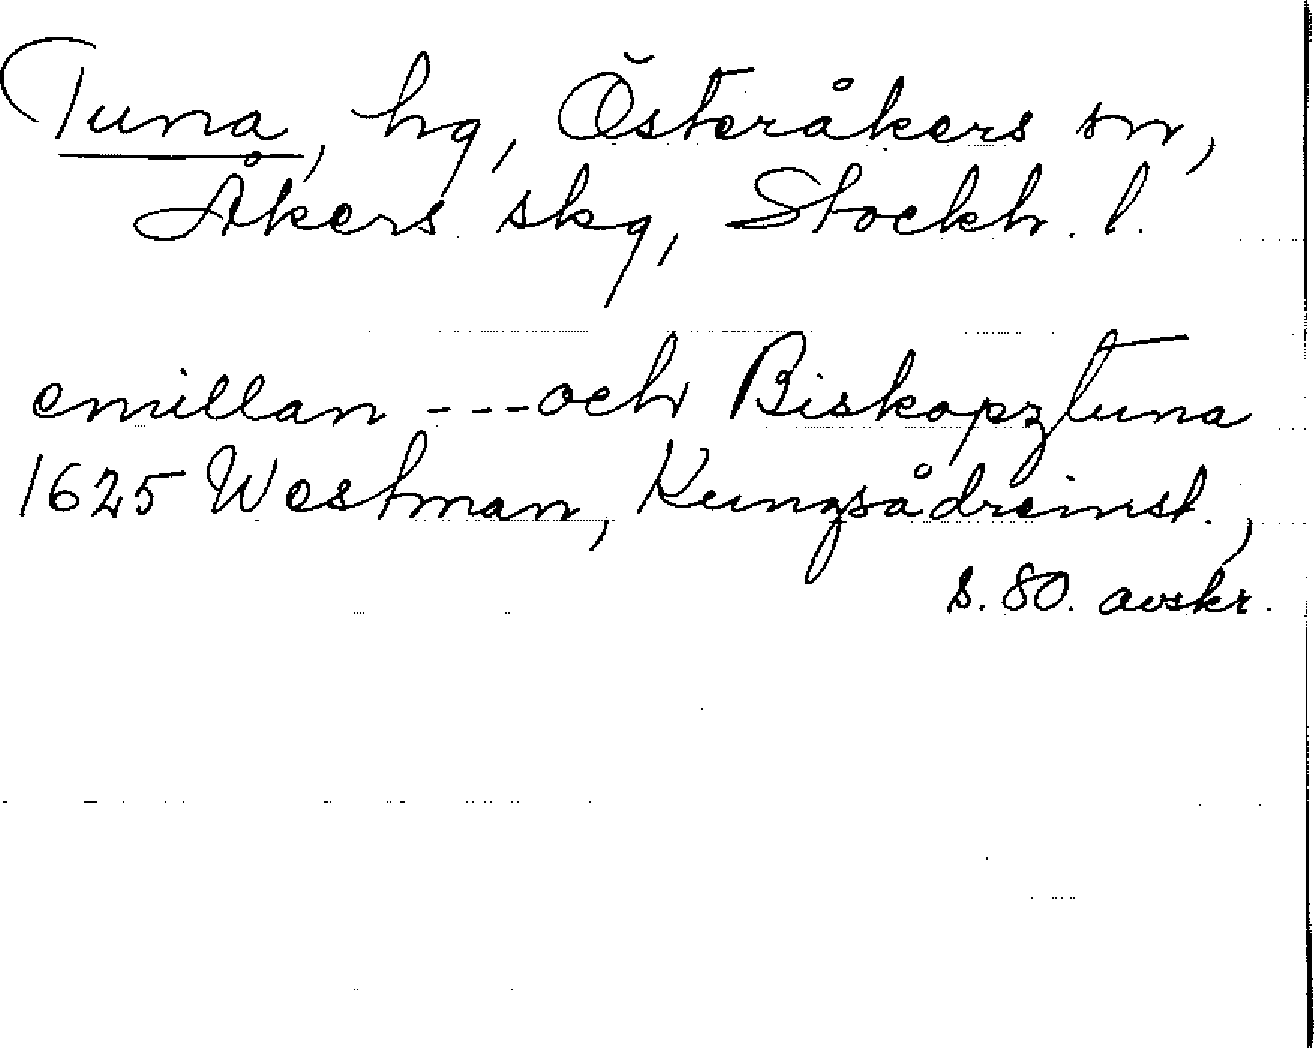 Tuna, hg, Österåkers sn,
Åkers skg, Stockh. l.
emillan ---och Biskopztuna
1625 Westman, Kungsådreinst.,
s. 80. avskr.